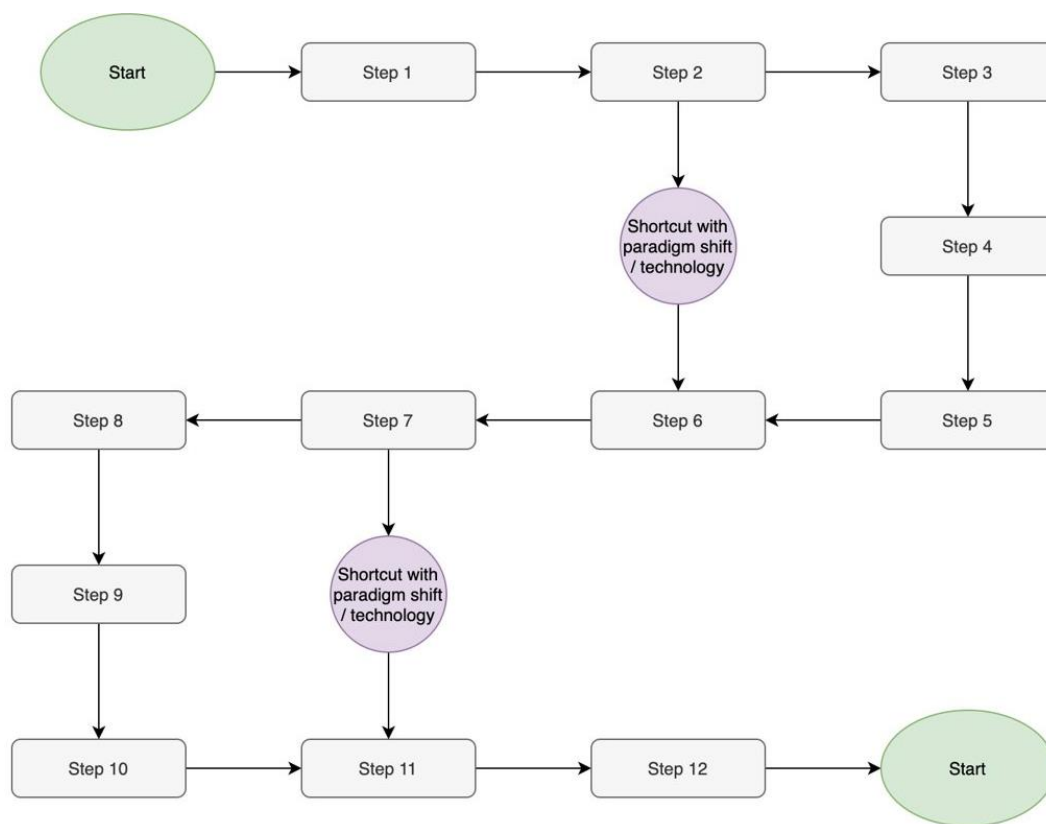 Start
Step 1
Step 2
Step 3
Shortcut with
paradigm shift
/ technology
Step 4
Step 8
Step 7
Step 6
Step 5
Shortcut with
paradigm shift
/ technology
Step 9
Step 10
Step 11
Step 12
Start